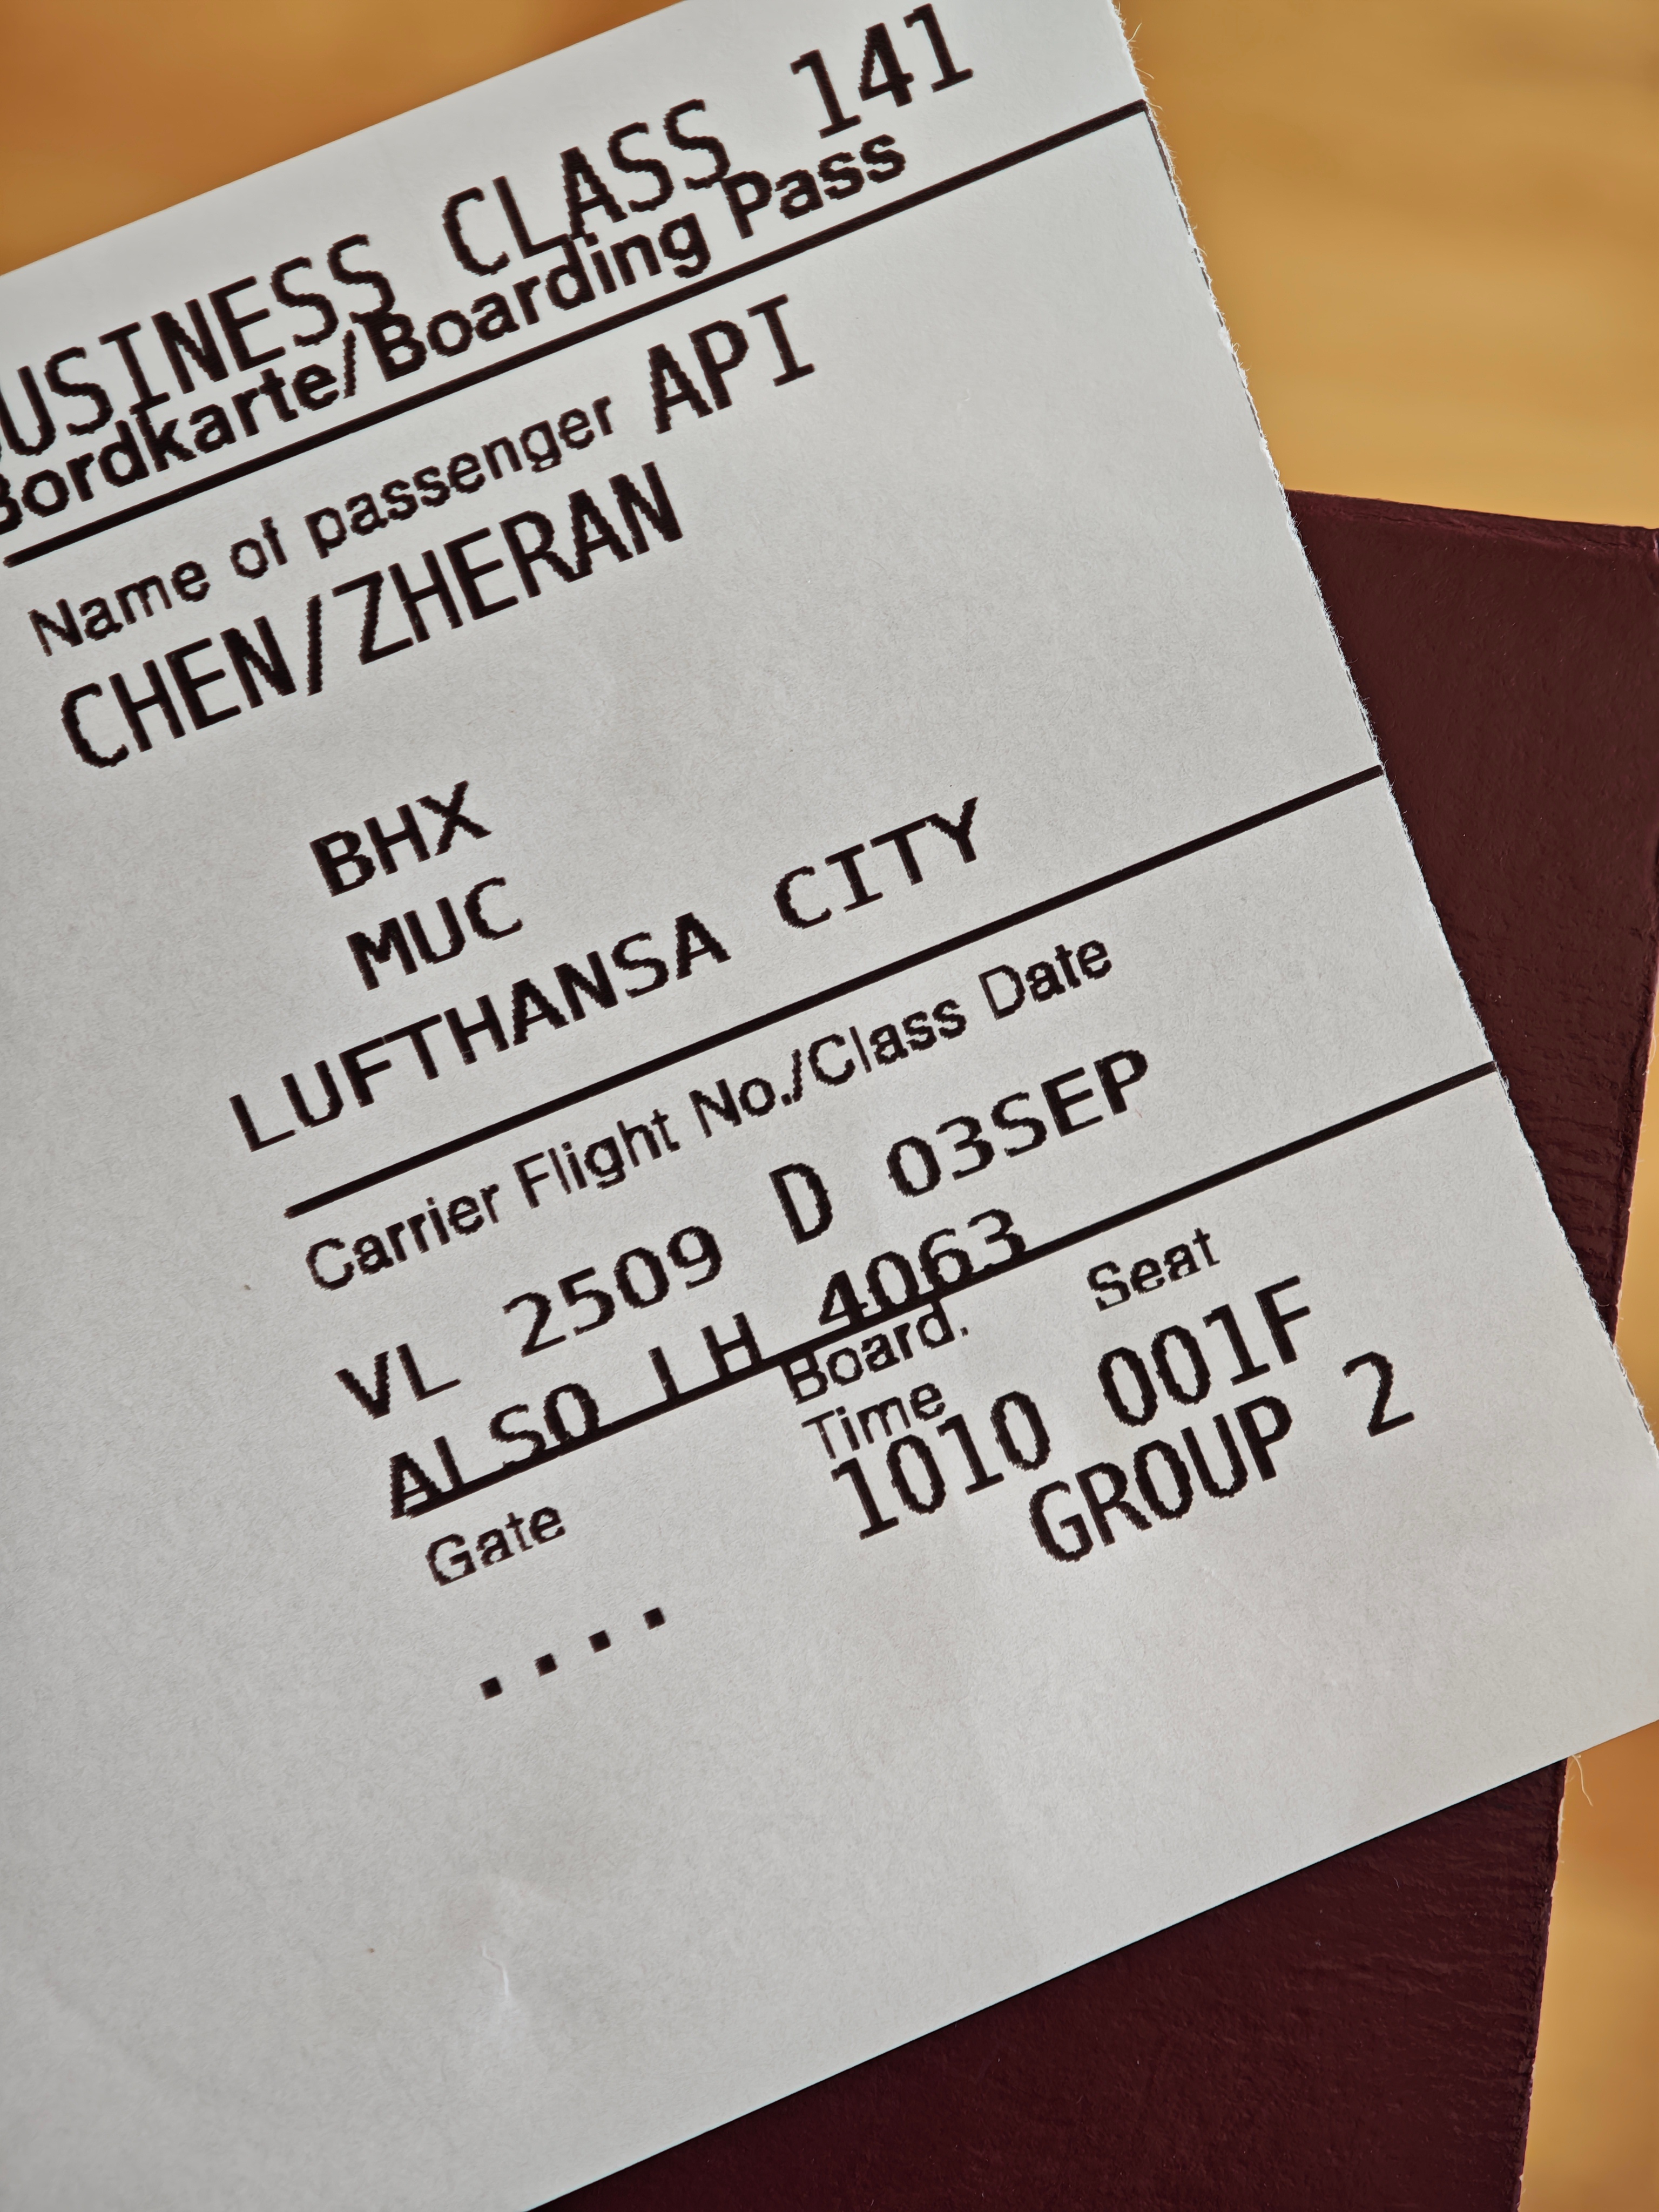 BUSINESS CLASS 141
Bordkarte/Boarding Pass
Name of passenger API
CHEN/ZHERAN
BHX
MUC
LUFTHANSA CITY
Carrier Flight No./Class Date
VL 2509 D 03SEP
ALSO LH 4063
Gate Board. Time Seat
.... 1010 001F
GROUP 2